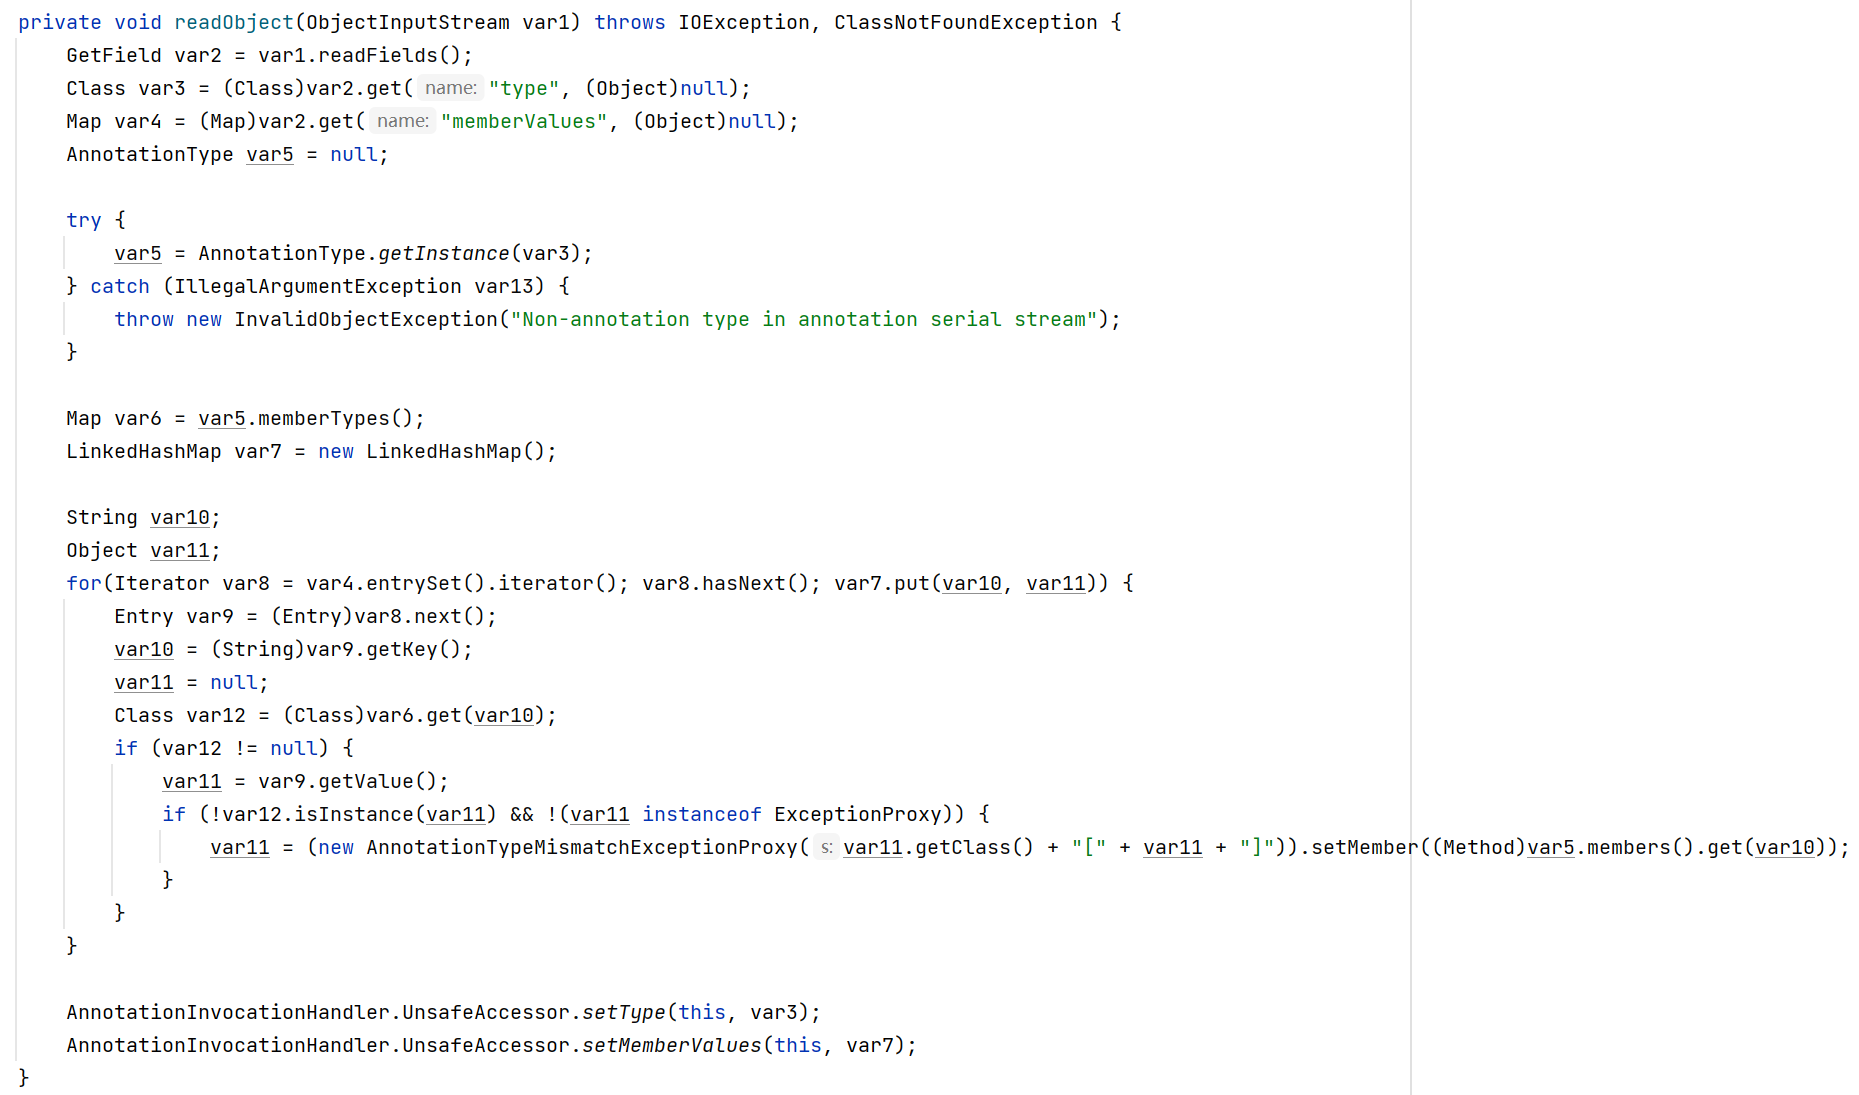 private void readObject(ObjectInputStream var1) throws IOException, ClassNotFoundException {
    GetField var2 = var1.readFields();
    Class var3 = (Class)var2.get( name: "type", (Object)null);
    Map var4 = (Map)var2.get( name: "memberValues", (Object)null);
    AnnotationType var5 = null;

    try {
        var5 = AnnotationType.getInstance(var3);
    } catch (IllegalArgumentException var13) {
        throw new InvalidObjectException("Non-annotation type in annotation serial stream");
    }

    Map var6 = var5.memberTypes();
    LinkedHashMap var7 = new LinkedHashMap();

    String var10;
    Object var11;
    for(Iterator var8 = var4.entrySet().iterator(); var8.hasNext(); var7.put(var10, var11)) {
        Entry var9 = (Entry)var8.next();
        var10 = (String)var9.getKey();
        var11 = null;
        Class var12 = (Class)var6.get(var10);
        if (var12 != null) {
            var11 = var9.getValue();
            if (!var12.isInstance(var11) && !(var11 instanceof ExceptionProxy)) {
                var11 = (new AnnotationTypeMismatchExceptionProxy( s: var11.getClass() + "[" + var11 + "]")).setMember((Method)var5.members().get(var10));
            }
        }
    }

    AnnotationInvocationHandler.UnsafeAccessor.setType(this, var3);
    AnnotationInvocationHandler.UnsafeAccessor.setMemberValues(this, var7);
}